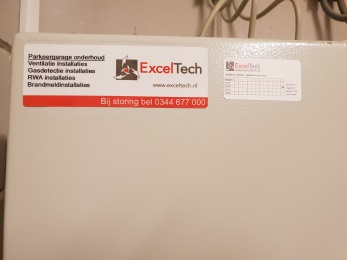 Parkeergarage onderhoud
Ventilatie installaties
Gasdetectie installaties
RWA installaties
Brandmeldinstallaties
ExcelTech
www.exceltech.nl
Bij storing bel 0344 677 000
ExcelTech